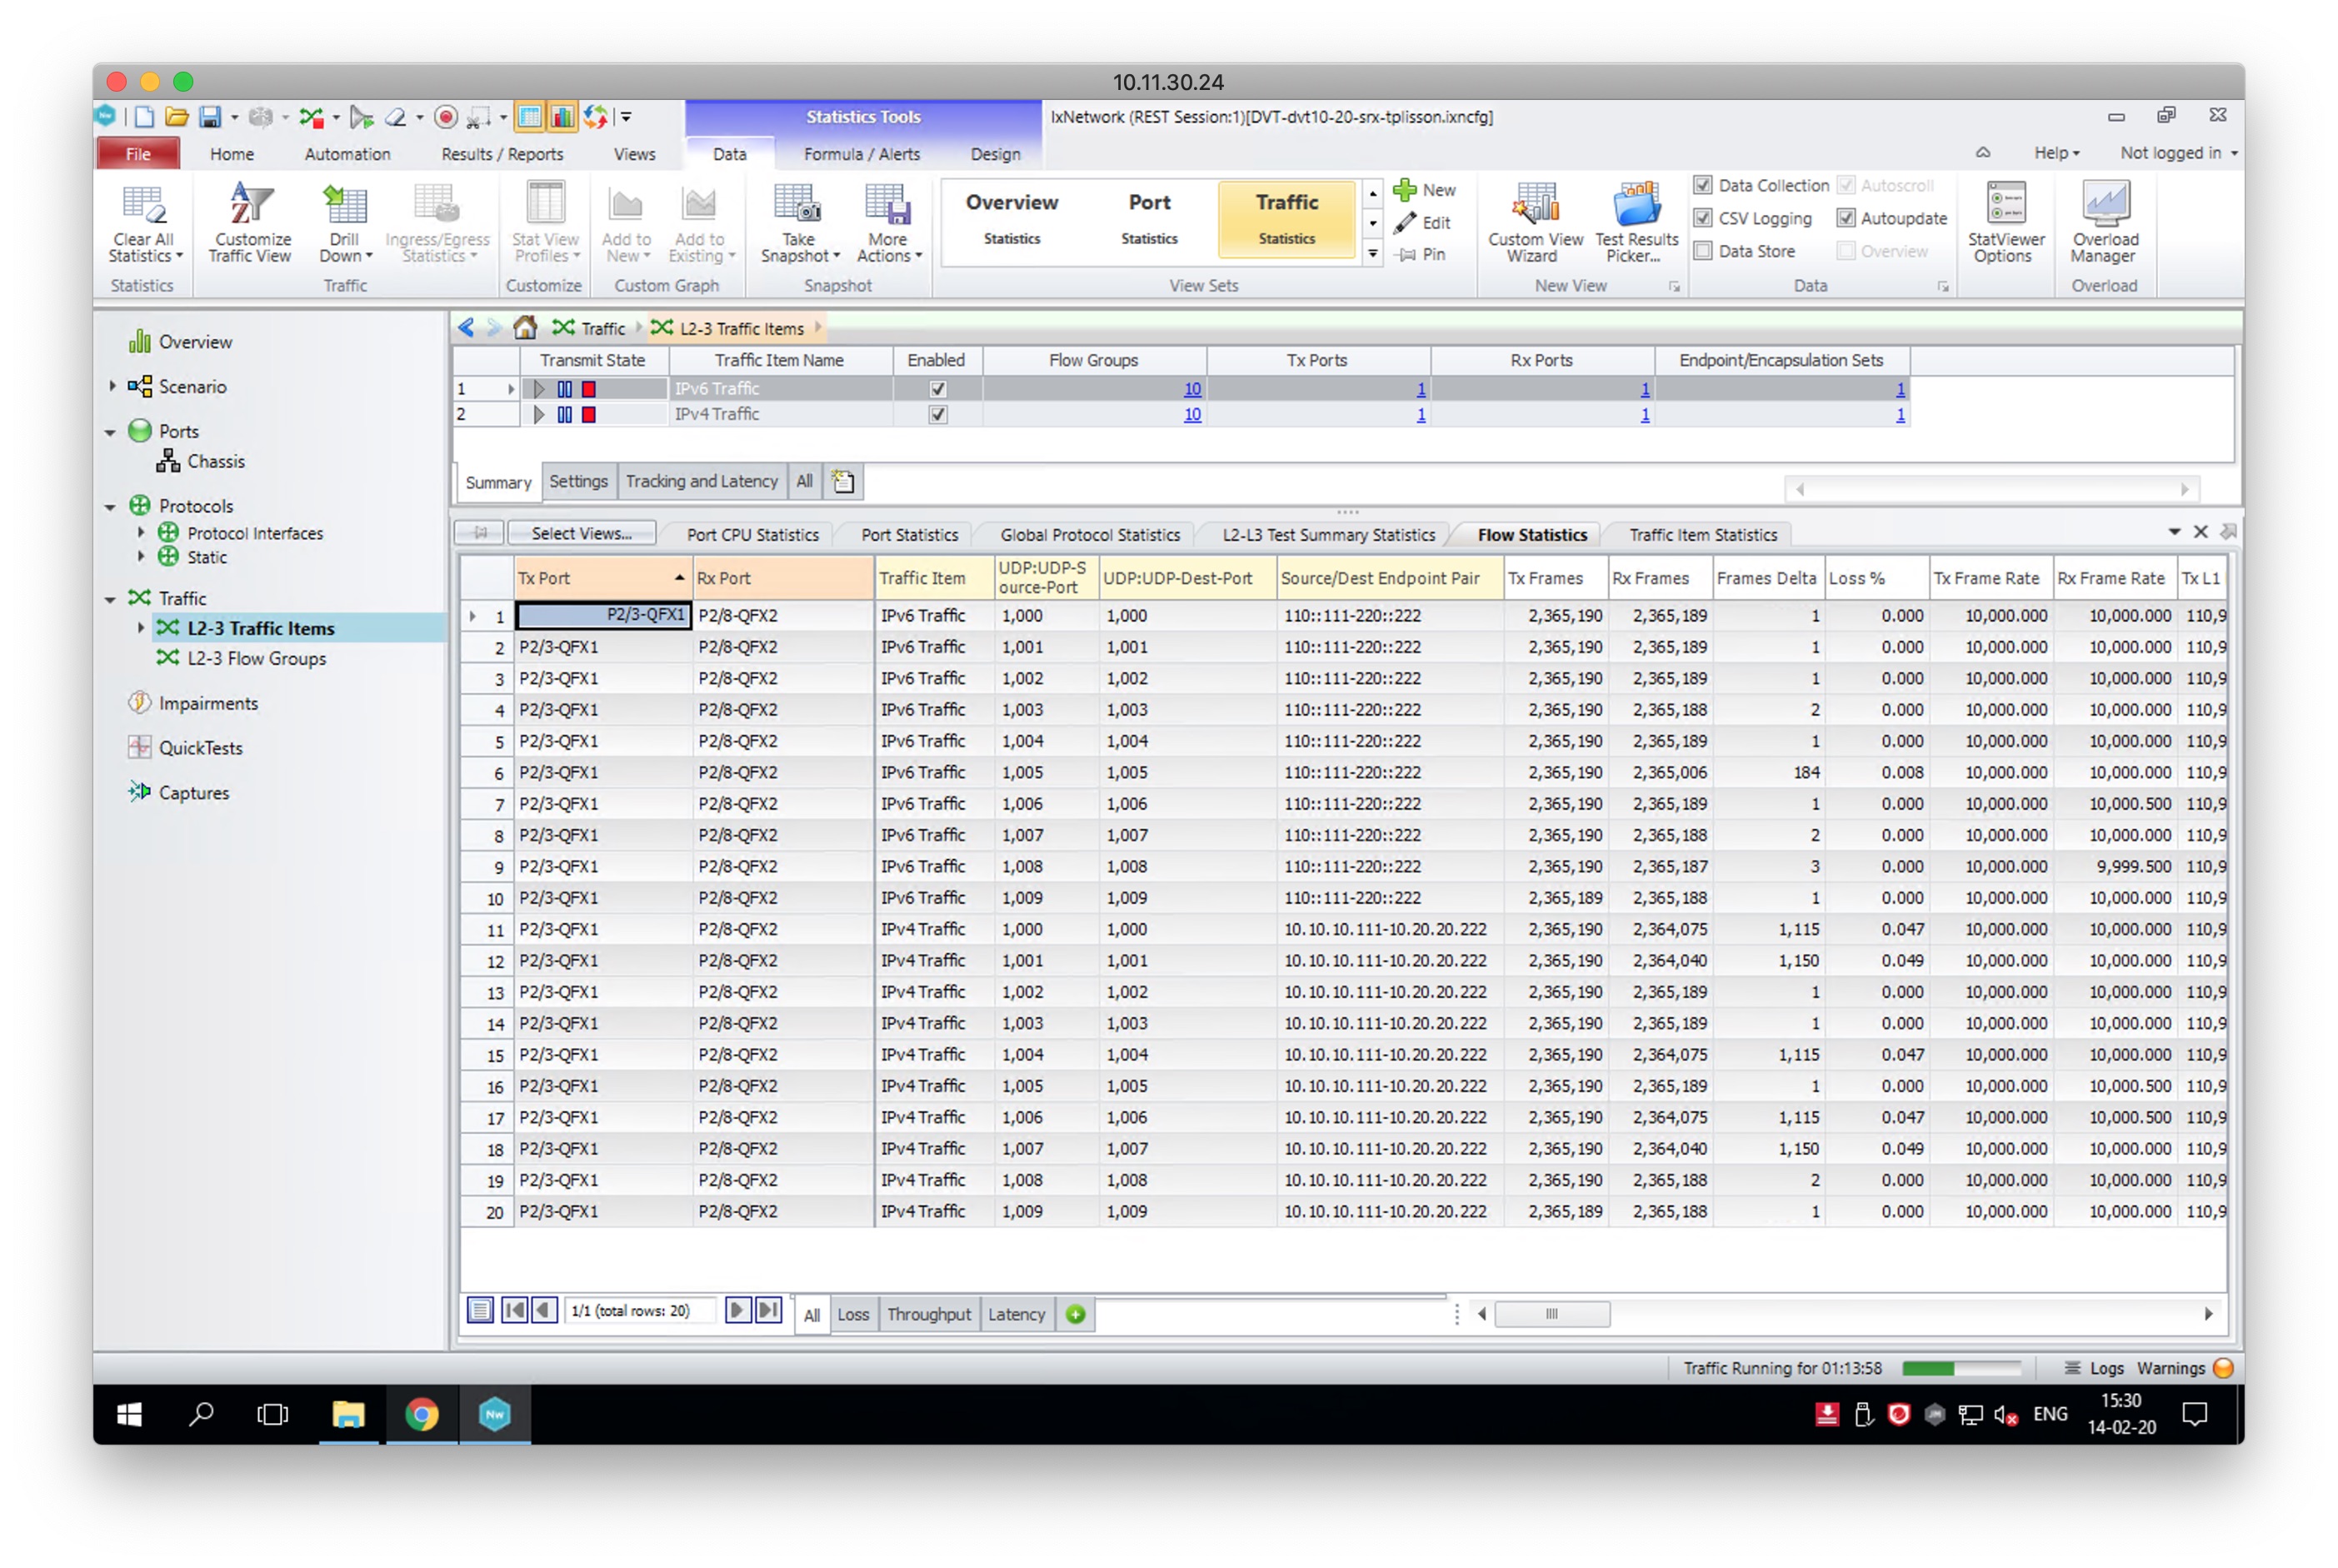 10.11.30.24
Statistics Tools
IxNetwork (REST Session:1)[DVT-dvt10-20-srx-tplisson.ixncfg]
File Home Automation Results / Reports Views Data Formula / Alerts Design Help Not logged in
Clear All Statistics
Customize Traffic View
Drill Down
Ingress/Egress Statistics
Stat View Profiles
Add to New
Add to Existing
Take Snapshot
More Actions
Overview Statistics
Port Statistics
Traffic Statistics
New
Edit
Pin
Custom View Wizard
Test Results Picker...
Data Collection Autoscroll
CSV Logging Autoupdate
Data Store Overview
StatViewer Options
Overload Manager
Statistics Traffic Customize Custom Graph Snapshot View Sets New View Data Overload
Overview
Scenario
Ports
Chassis
Protocols
Protocol Interfaces
Static
Traffic
L2-3 Traffic Items
L2-3 Flow Groups
Impairments
QuickTests
Captures
Traffic L2-3 Traffic Items
Transmit State Traffic Item Name Enabled Flow Groups Tx Ports Rx Ports Endpoint/Encapsulation Sets
1 IPv6 Traffic 10 1 1 1
2 IPv4 Traffic 10 1 1 1
Summary Settings Tracking and Latency All
Select Views... Port CPU Statistics Port Statistics Global Protocol Statistics L2-L3 Test Summary Statistics Flow Statistics Traffic Item Statistics
Tx Port Rx Port Traffic Item UDP:UDP-Source-Port UDP:UDP-Dest-Port Source/Dest Endpoint Pair Tx Frames Rx Frames Frames Delta Loss % Tx Frame Rate Rx Frame Rate Tx L1
1 P2/3-QFX1 P2/8-QFX2 IPv6 Traffic 1,000 1,000 110::111-220::222 2,365,190 2,365,189 1 0.000 10,000.000 10,000.000 110,9
2 P2/3-QFX1 P2/8-QFX2 IPv6 Traffic 1,001 1,001 110::111-220::222 2,365,190 2,365,189 1 0.000 10,000.000 10,000.000 110,9
3 P2/3-QFX1 P2/8-QFX2 IPv6 Traffic 1,002 1,002 110::111-220::222 2,365,190 2,365,189 1 0.000 10,000.000 10,000.000 110,9
4 P2/3-QFX1 P2/8-QFX2 IPv6 Traffic 1,003 1,003 110::111-220::222 2,365,190 2,365,188 2 0.000 10,000.000 10,000.000 110,9
5 P2/3-QFX1 P2/8-QFX2 IPv6 Traffic 1,004 1,004 110::111-220::222 2,365,190 2,365,189 1 0.000 10,000.000 10,000.000 110,9
6 P2/3-QFX1 P2/8-QFX2 IPv6 Traffic 1,005 1,005 110::111-220::222 2,365,190 2,365,006 184 0.008 10,000.000 10,000.000 110,9
7 P2/3-QFX1 P2/8-QFX2 IPv6 Traffic 1,006 1,006 110::111-220::222 2,365,190 2,365,189 1 0.000 10,000.000 10,000.500 110,9
8 P2/3-QFX1 P2/8-QFX2 IPv6 Traffic 1,007 1,007 110::111-220::222 2,365,190 2,365,188 2 0.000 10,000.000 10,000.000 110,9
9 P2/3-QFX1 P2/8-QFX2 IPv6 Traffic 1,008 1,008 110::111-220::222 2,365,190 2,365,187 3 0.000 10,000.000 9,999.500 110,9
10 P2/3-QFX1 P2/8-QFX2 IPv6 Traffic 1,009 1,009 110::111-220::222 2,365,189 2,365,188 1 0.000 10,000.000 10,000.000 110,9
11 P2/3-QFX1 P2/8-QFX2 IPv4 Traffic 1,000 1,000 10.10.10.111-10.20.20.222 2,365,190 2,364,075 1,115 0.047 10,000.000 10,000.000 110,9
12 P2/3-QFX1 P2/8-QFX2 IPv4 Traffic 1,001 1,001 10.10.10.111-10.20.20.222 2,365,190 2,364,040 1,150 0.049 10,000.000 10,000.000 110,9
13 P2/3-QFX1 P2/8-QFX2 IPv4 Traffic 1,002 1,002 10.10.10.111-10.20.20.222 2,365,190 2,365,189 1 0.000 10,000.000 10,000.000 110,9
14 P2/3-QFX1 P2/8-QFX2 IPv4 Traffic 1,003 1,003 10.10.10.111-10.20.20.222 2,365,190 2,365,189 1 0.000 10,000.000 10,000.000 110,9
15 P2/3-QFX1 P2/8-QFX2 IPv4 Traffic 1,004 1,004 10.10.10.111-10.20.20.222 2,365,190 2,364,075 1,115 0.047 10,000.000 10,000.000 110,9
16 P2/3-QFX1 P2/8-QFX2 IPv4 Traffic 1,005 1,005 10.10.10.111-10.20.20.222 2,365,190 2,365,189 1 0.000 10,000.000 10,000.500 110,9
17 P2/3-QFX1 P2/8-QFX2 IPv4 Traffic 1,006 1,006 10.10.10.111-10.20.20.222 2,365,190 2,364,075 1,115 0.047 10,000.000 10,000.500 110,9
18 P2/3-QFX1 P2/8-QFX2 IPv4 Traffic 1,007 1,007 10.10.10.111-10.20.20.222 2,365,190 2,364,040 1,150 0.049 10,000.000 10,000.000 110,9
19 P2/3-QFX1 P2/8-QFX2 IPv4 Traffic 1,008 1,008 10.10.10.111-10.20.20.222 2,365,190 2,365,188 2 0.000 10,000.000 10,000.000 110,9
20 P2/3-QFX1 P2/8-QFX2 IPv4 Traffic 1,009 1,009 10.10.10.111-10.20.20.222 2,365,189 2,365,188 1 0.000 10,000.000 10,000.000 110,9
1/1 (total rows: 20) All Loss Throughput Latency
Traffic Running for 01:13:58 Logs Warnings
Nw ENG 15:30
14-02-20